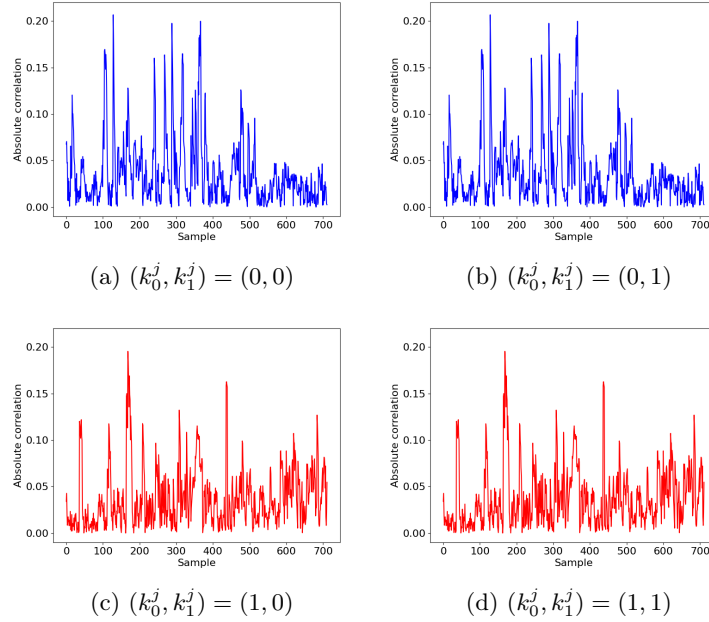 0.20
0.15
0.10
0.05
0.00
Absolute correlation
0 100 200 300 400 500 600 700
Sample
(a) $(k_0^j, k_1^j) = (0, 0)$
0.20
0.15
0.10
0.05
0.00
Absolute correlation
0 100 200 300 400 500 600 700
Sample
(b) $(k_0^j, k_1^j) = (0, 1)$
0.20
0.15
0.10
0.05
0.00
Absolute correlation
0 100 200 300 400 500 600 700
Sample
(c) $(k_0^j, k_1^j) = (1, 0)$
0.20
0.15
0.10
0.05
0.00
Absolute correlation
0 100 200 300 400 500 600 700
Sample
(d) $(k_0^j, k_1^j) = (1, 1)$